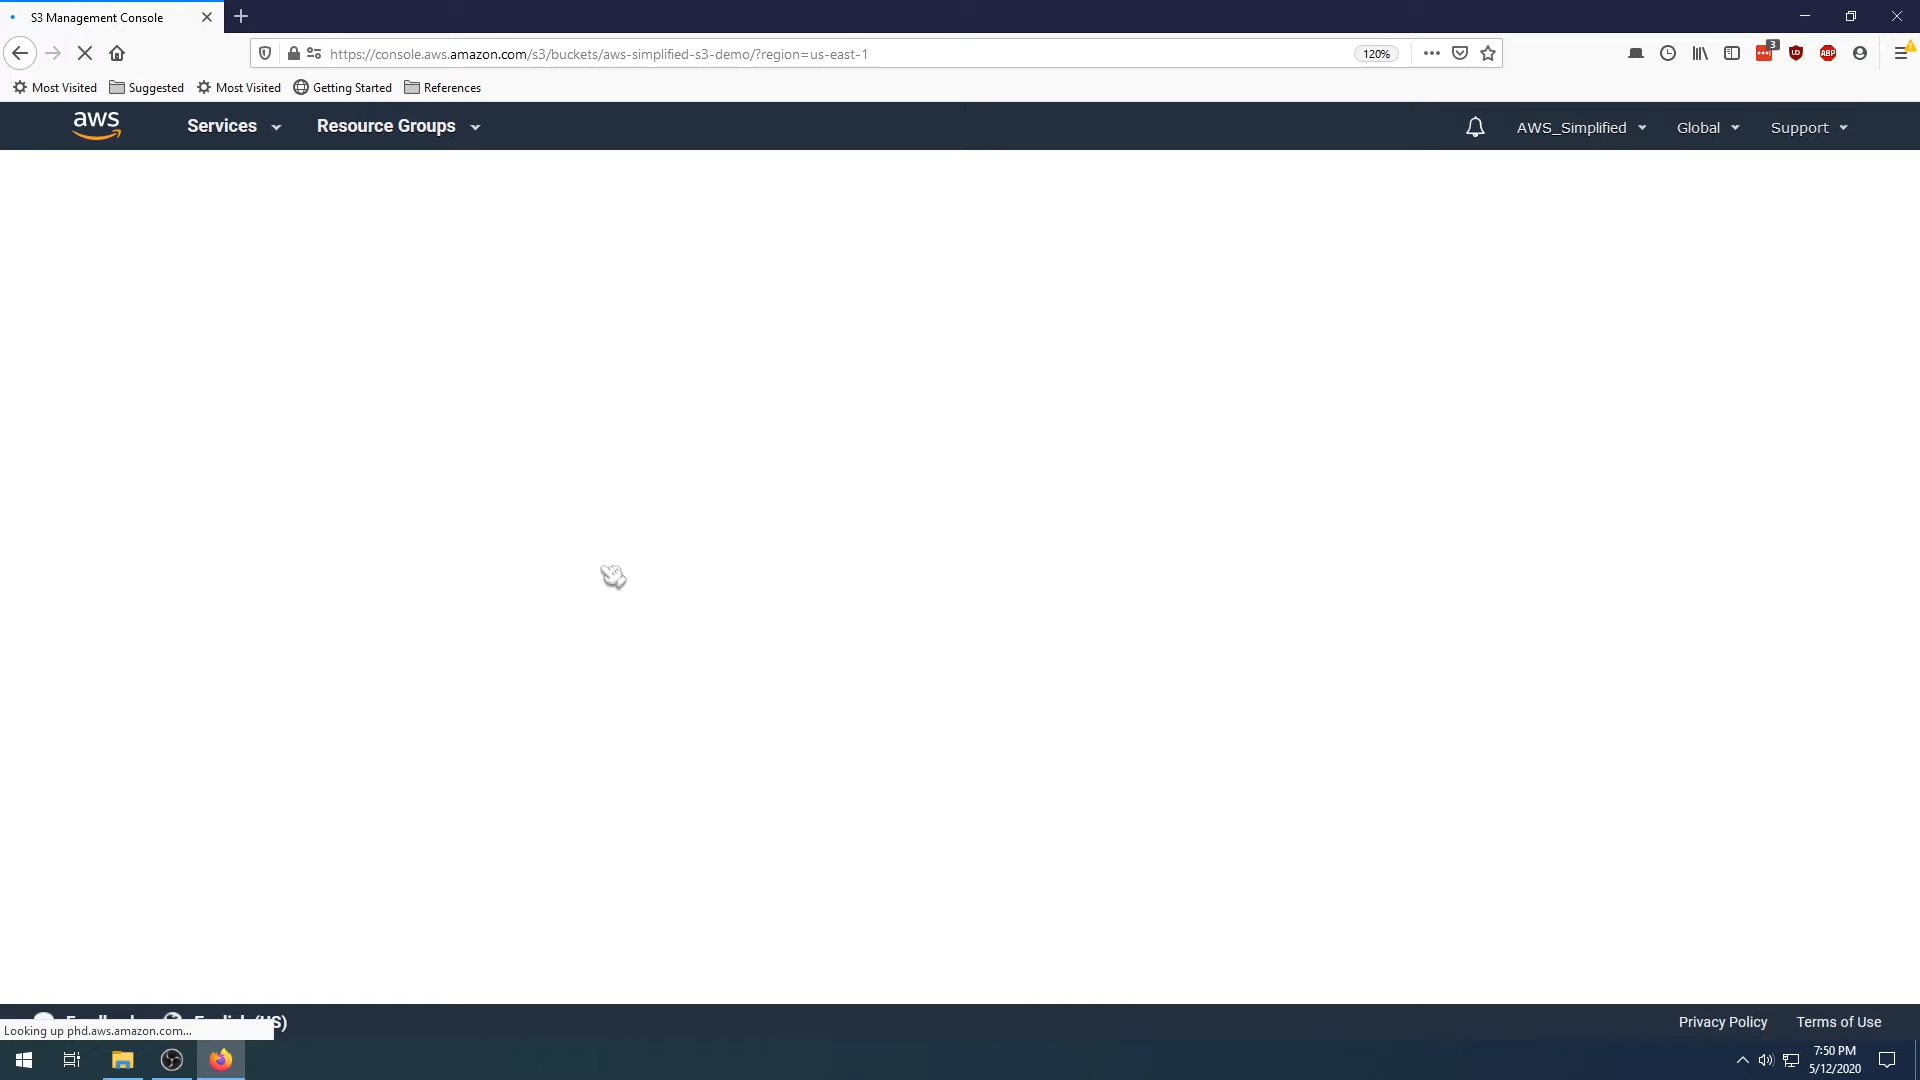 S3 Management Console
https://console.aws.amazon.com/s3/buckets/aws-simplified-s3-demo/?region=us-east-1
120%
3
ABP
Most Visited
Suggested
Most Visited
Getting Started
References
aws
Services
Resource Groups
AWS_Simplified
Global
Support
Privacy Policy
Terms of Use
Looking up phd.aws.amazon.com...
7:50 PM
5/12/2020